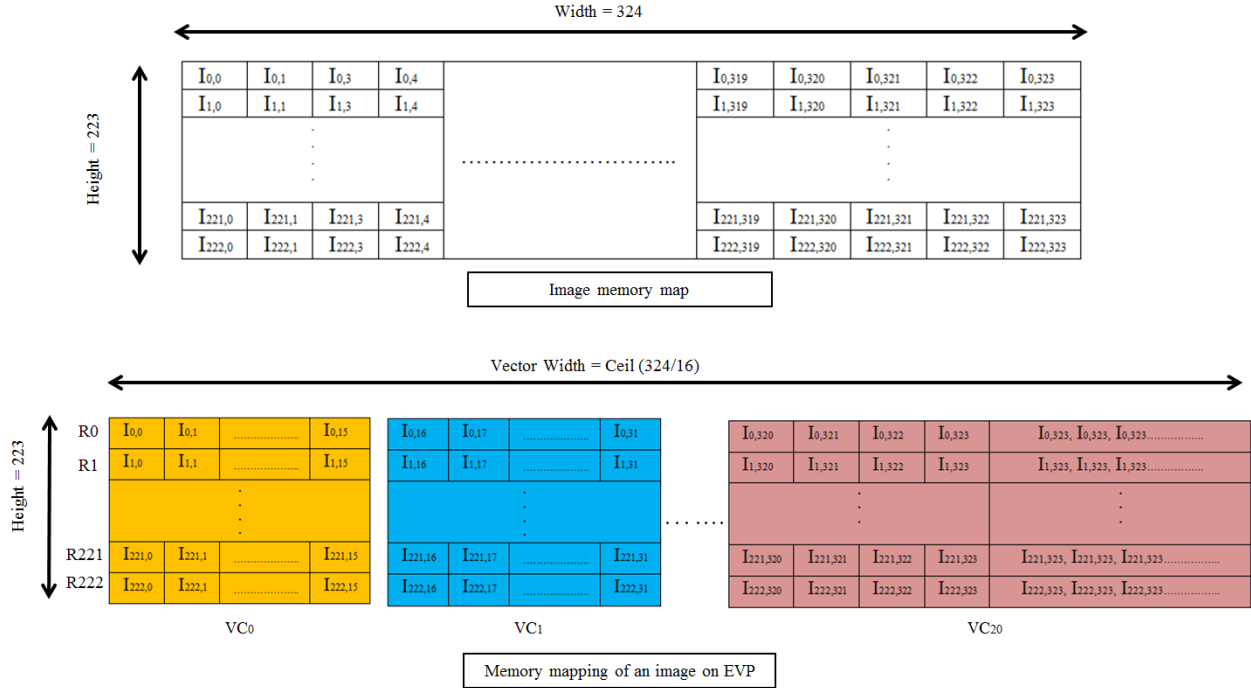 Width = 324
Height = 223
I0,0 I0,1 I0,3 I0,4 I0,319 I0,320 I0,321 I0,322 I0,323
I1,0 I1,1 I1,3 I1,4 I1,319 I1,320 I1,321 I1,322 I1,323
I221,0 I221,1 I221,3 I221,4 I221,319 I221,320 I221,321 I221,322 I221,323
I222,0 I222,1 I222,3 I222,4 I222,319 I222,320 I222,321 I222,322 I222,323
Image memory map
Vector Width = Ceil (324/16)
Height = 223
R0 I0,0 I0,1 .................... I0,15 I0,16 I0,17 .................... I0,31 I0,320 I0,321 I0,322 I0,323 I0,323, I0,323, I0,323.................
R1 I1,0 I1,1 .................... I1,15 I1,16 I1,17 .................... I1,31 I1,320 I1,321 I1,322 I1,323 I1,323, I1,323, I1,323.................
R221 I221,0 I221,1 .................... I221,15 I221,16 I221,17 .................... I221,31 I221,320 I221,321 I221,322 I221,323 I221,323, I221,323, I221,323.................
R222 I222,0 I222,1 .................... I222,15 I222,16 I222,17 .................... I222,31 I222,320 I222,321 I222,322 I222,323 I222,323, I222,323, I222,323.................
VC0 VC1 VC20
Memory mapping of an image on EVP